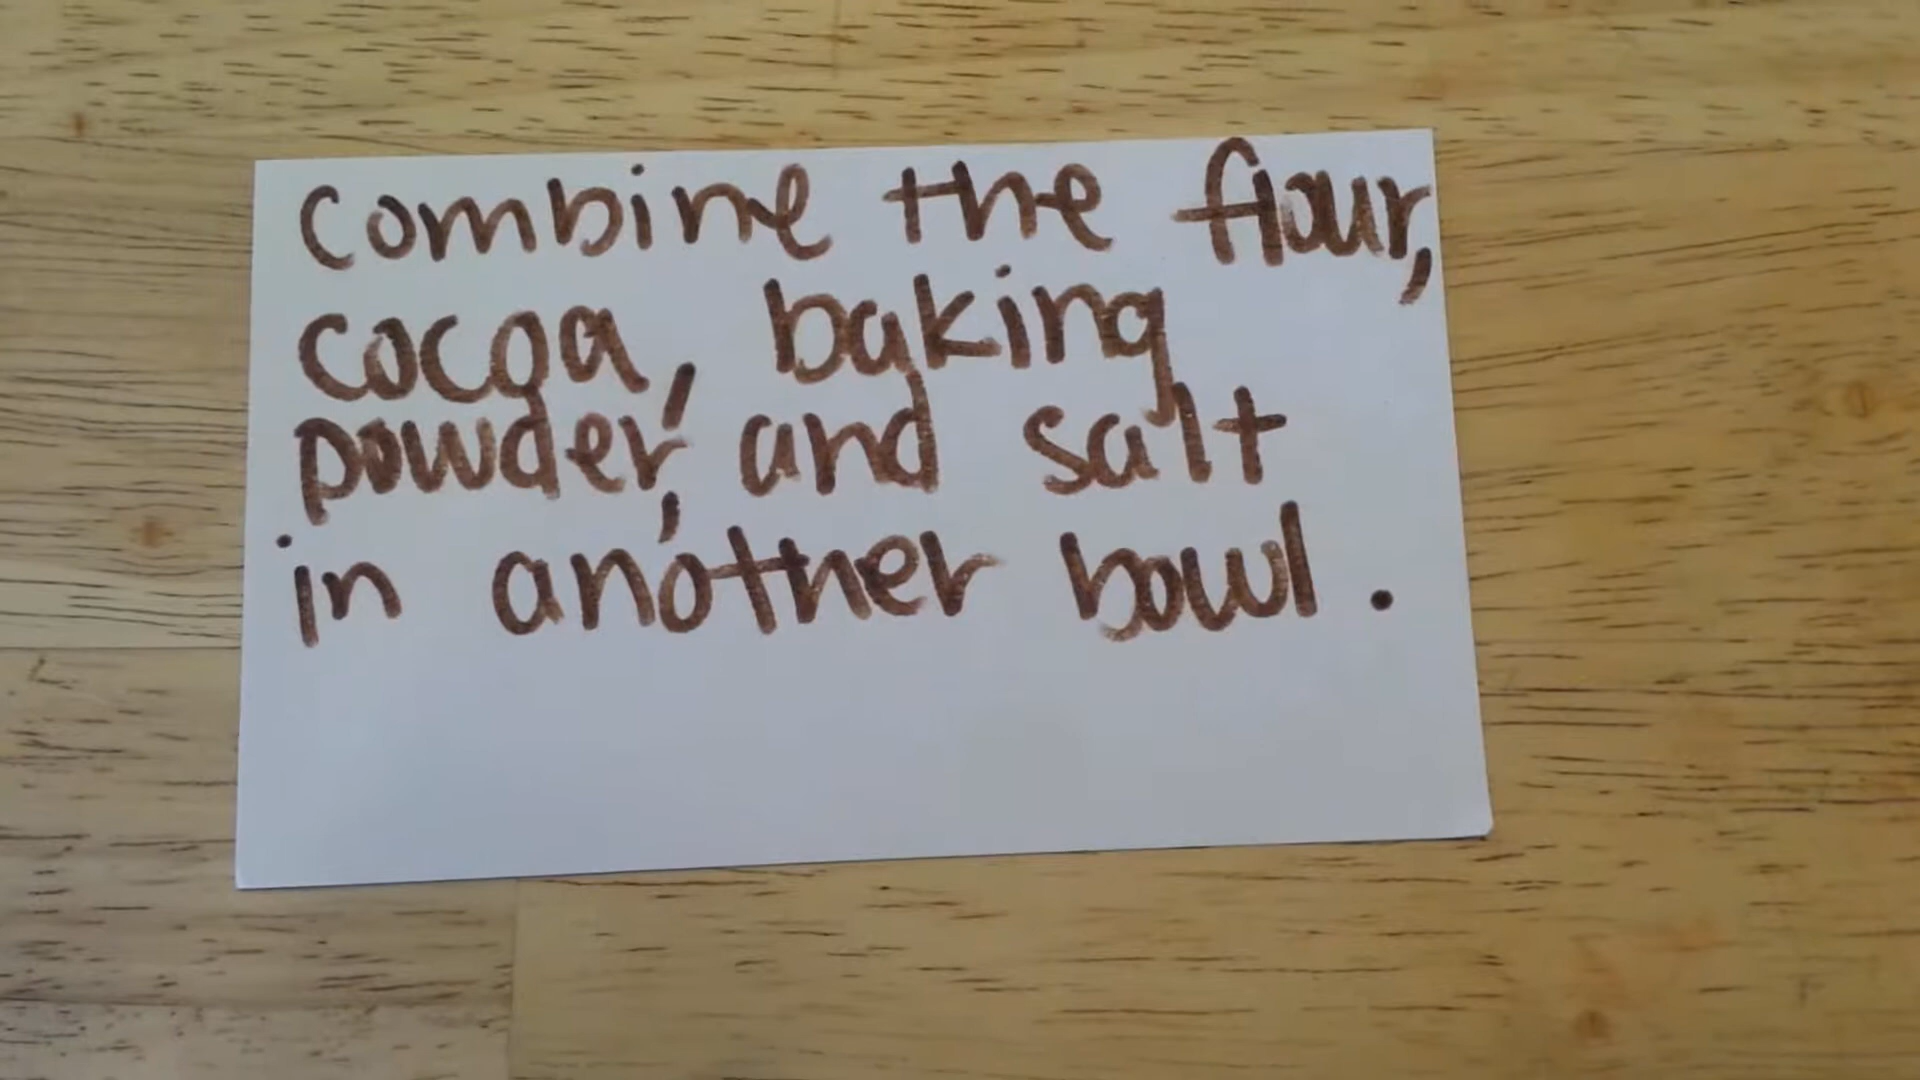 Combine the flour,
cocoa, baking
powder, and salt
in another bowl.